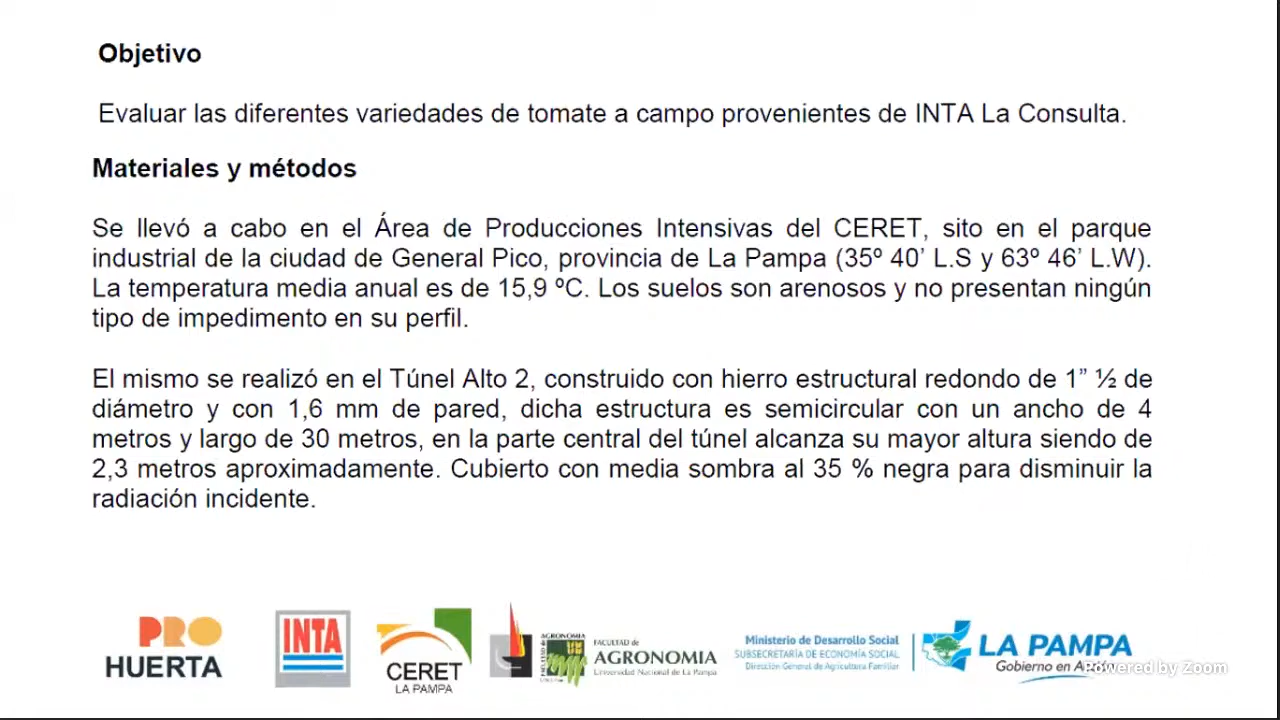 Objetivo
Evaluar las diferentes variedades de tomate a campo provenientes de INTA La Consulta.
Materiales y métodos
Se llevó a cabo en el Área de Producciones Intensivas del CERET, sito en el parque
industrial de la ciudad de General Pico, provincia de La Pampa (35º 40’ L.S y 63º 46’ L.W).
La temperatura media anual es de 15,9 ºC. Los suelos son arenosos y no presentan ningún
tipo de impedimento en su perfil.
El mismo se realizó en el Túnel Alto 2, construido con hierro estructural redondo de 1” ½ de
diámetro y con 1,6 mm de pared, dicha estructura es semicircular con un ancho de 4
metros y largo de 30 metros, en la parte central del túnel alcanza su mayor altura siendo de
2,3 metros aproximadamente. Cubierto con media sombra al 35 % negra para disminuir la
radiación incidente.
PRO
HUERTA
INTA
CERET
LA PAMPA
AGRONOMIA
FACULTAD de
FACULTAD de
AGRONOMIA
Universidad Nacional de La Pampa
Ministerio de Desarrollo Social
SUBSECRETARÍA DE ECONOMÍA SOCIAL
Dirección General de Agricultura Familiar
LA PAMPA
Gobierno en
Powered by Zoom